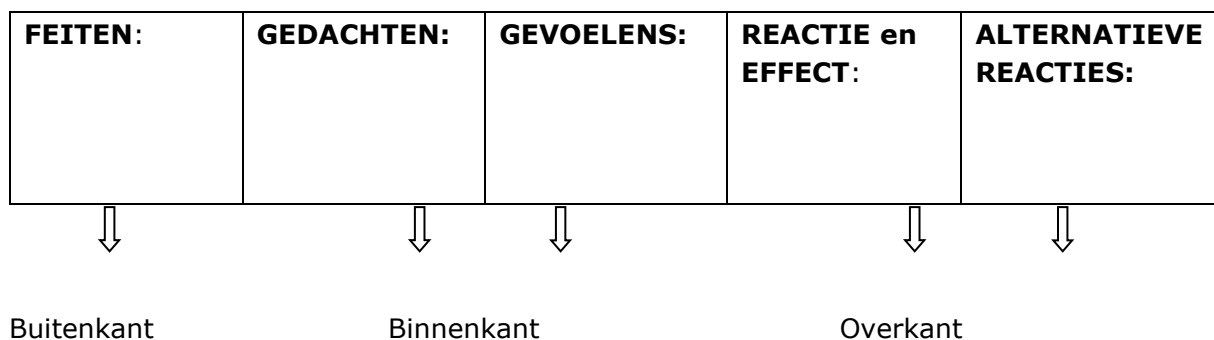 FEITEN:
GEDACHTEN:
GEVOELENS:
REACTIE en
EFFECT:
ALTERNATIEVE
REACTIES:
Buitenkant
Binnenkant
Overkant